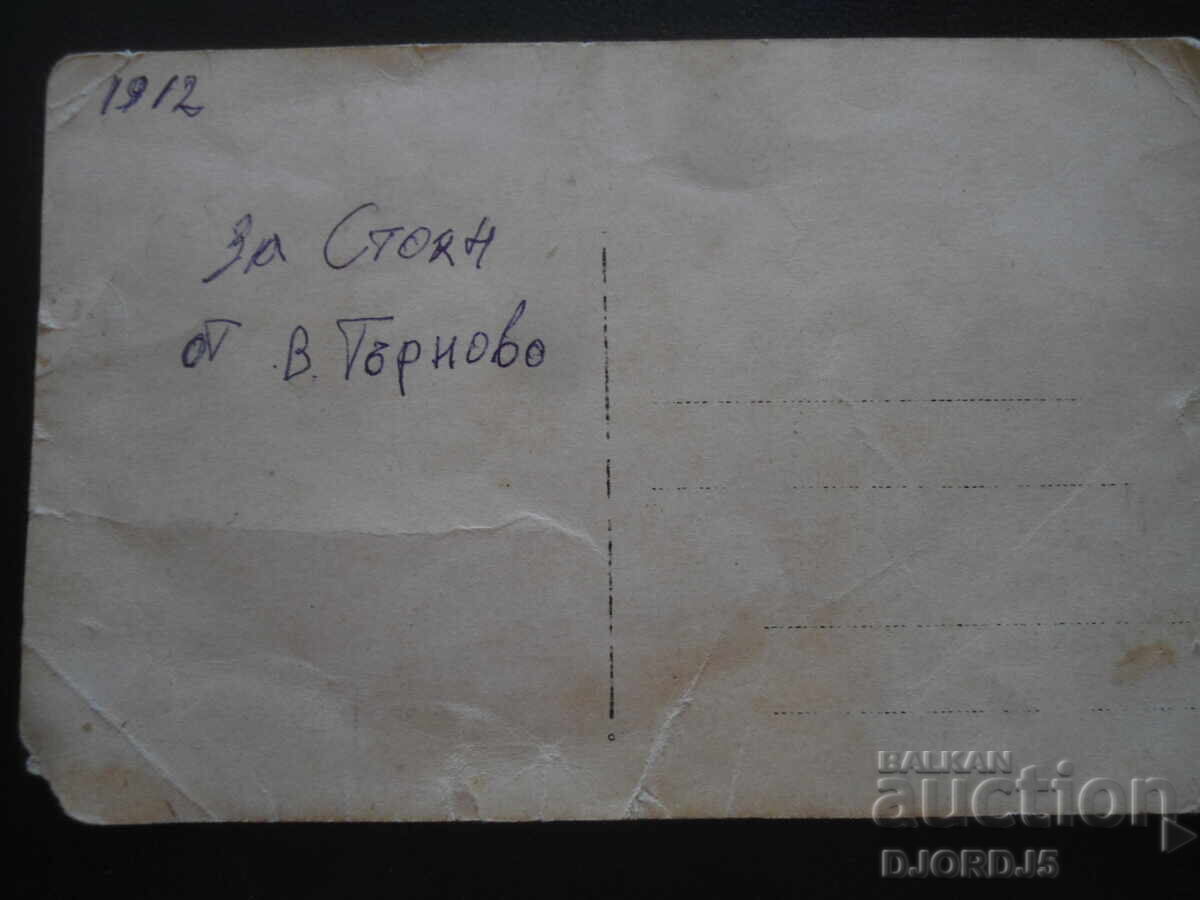 1912
За Стоян
от В. Търново
BALKAN
auction
DJORDJ5